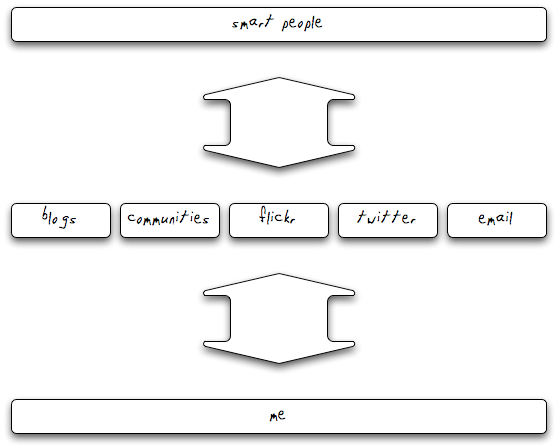 smart people
blogs
communities
flickr
twitter
email
me